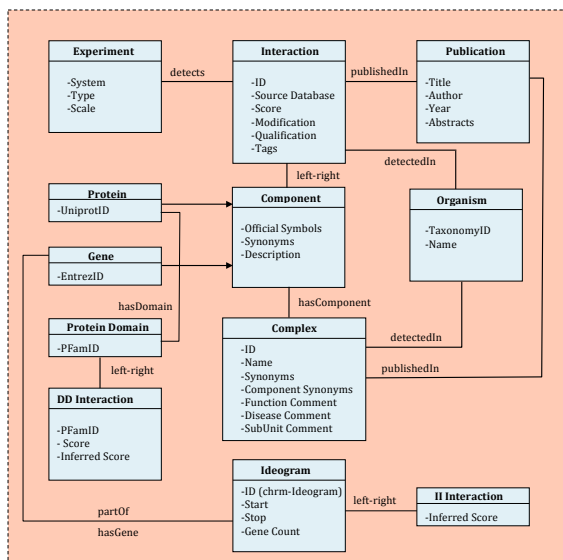 Experiment
-System
-Type
-Scale
detects
Interaction
-ID
-Source Database
-Score
-Modification
-Qualification
-Tags
publishedIn
Publication
-Title
-Author
-Year
-Abstracts
left-right
detectedIn
Protein
-UniprotID
Component
-Official Symbols
-Synonyms
-Description
Organism
-TaxonomyID
-Name
Gene
-EntrezID
hasDomain
hasComponent
Protein Domain
-PFamID
left-right
Complex
-ID
-Name
-Synonyms
-Component Synonyms
-Function Comment
-Disease Comment
-SubUnit Comment
detectedIn
publishedIn
DD Interaction
-PFamID
- Score
-Inferred Score
Ideogram
-ID (chrm-Ideogram)
-Start
-Stop
-Gene Count
partOf
hasGene
left-right
II Interaction
-Inferred Score